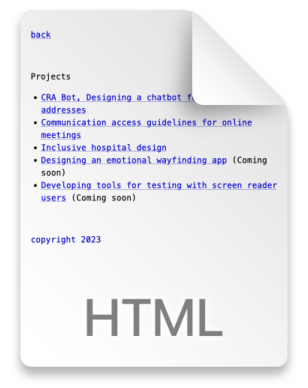 back
Projects
• CRA Bot, Designing a chatbot
addresses
• Communication access guidelines for online
meetings
• Inclusive hospital design
• Designing an emotional wayfinding app (Coming
soon)
• Developing tools for testing with screen reader
users (Coming soon)
copyright 2023
HTML